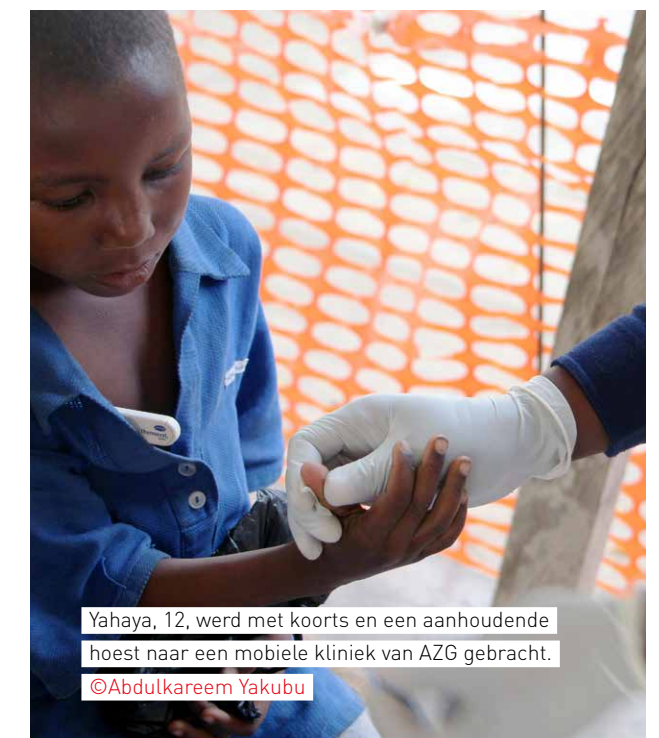 Yahaya, 12, werd met koorts en een aanhoudende
hoest naar een mobiele kliniek van AZG gebracht.
©Abdulkareem Yakubu